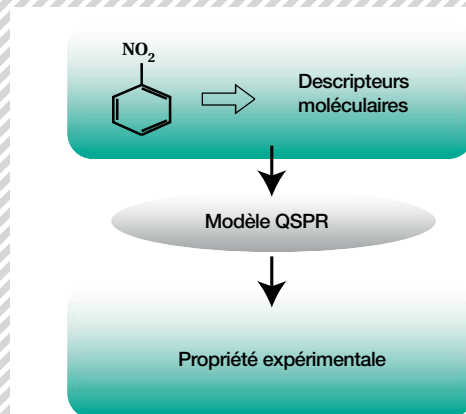 NO2
Descripteurs
moléculaires
Modèle QSPR
Propriété expérimentale